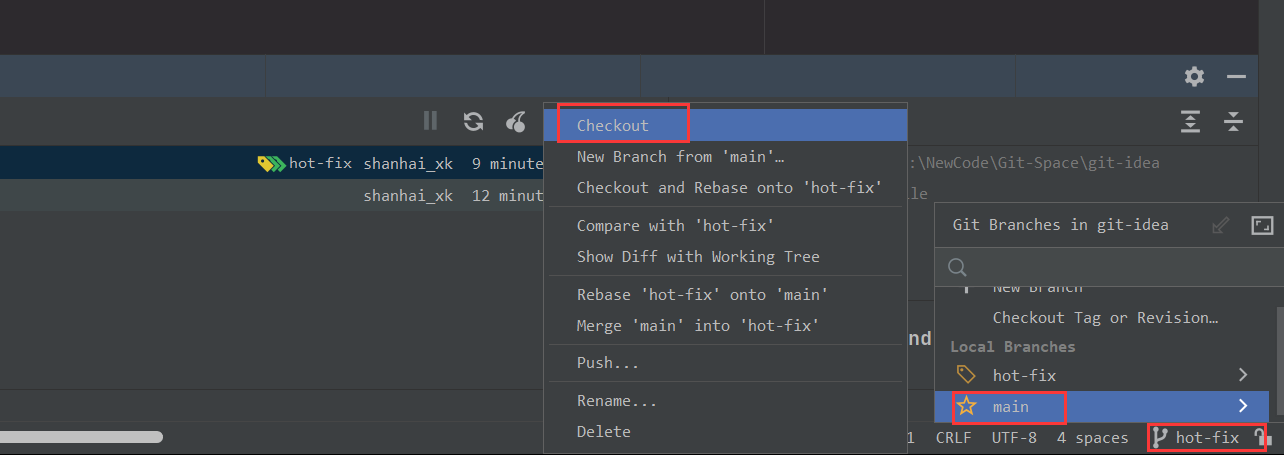 Checkout
hot-fix shanhai_xk 9 minute
New Branch from 'main'…
:\NewCode\Git-Space\git-idea
Checkout and Rebase onto 'hot-fix'
shanhai_xk 12 minut
Compare with 'hot-fix'
Git Branches in git-idea
Show Diff with Working Tree
New Branch
Rebase 'hot-fix' onto 'main'
Checkout Tag or Revision…
Merge 'main' into 'hot-fix'
nd
Local Branches
Push...
hot-fix
Rename...
main
Delete
1 CRLF UTF-8 4 spaces hot-fix